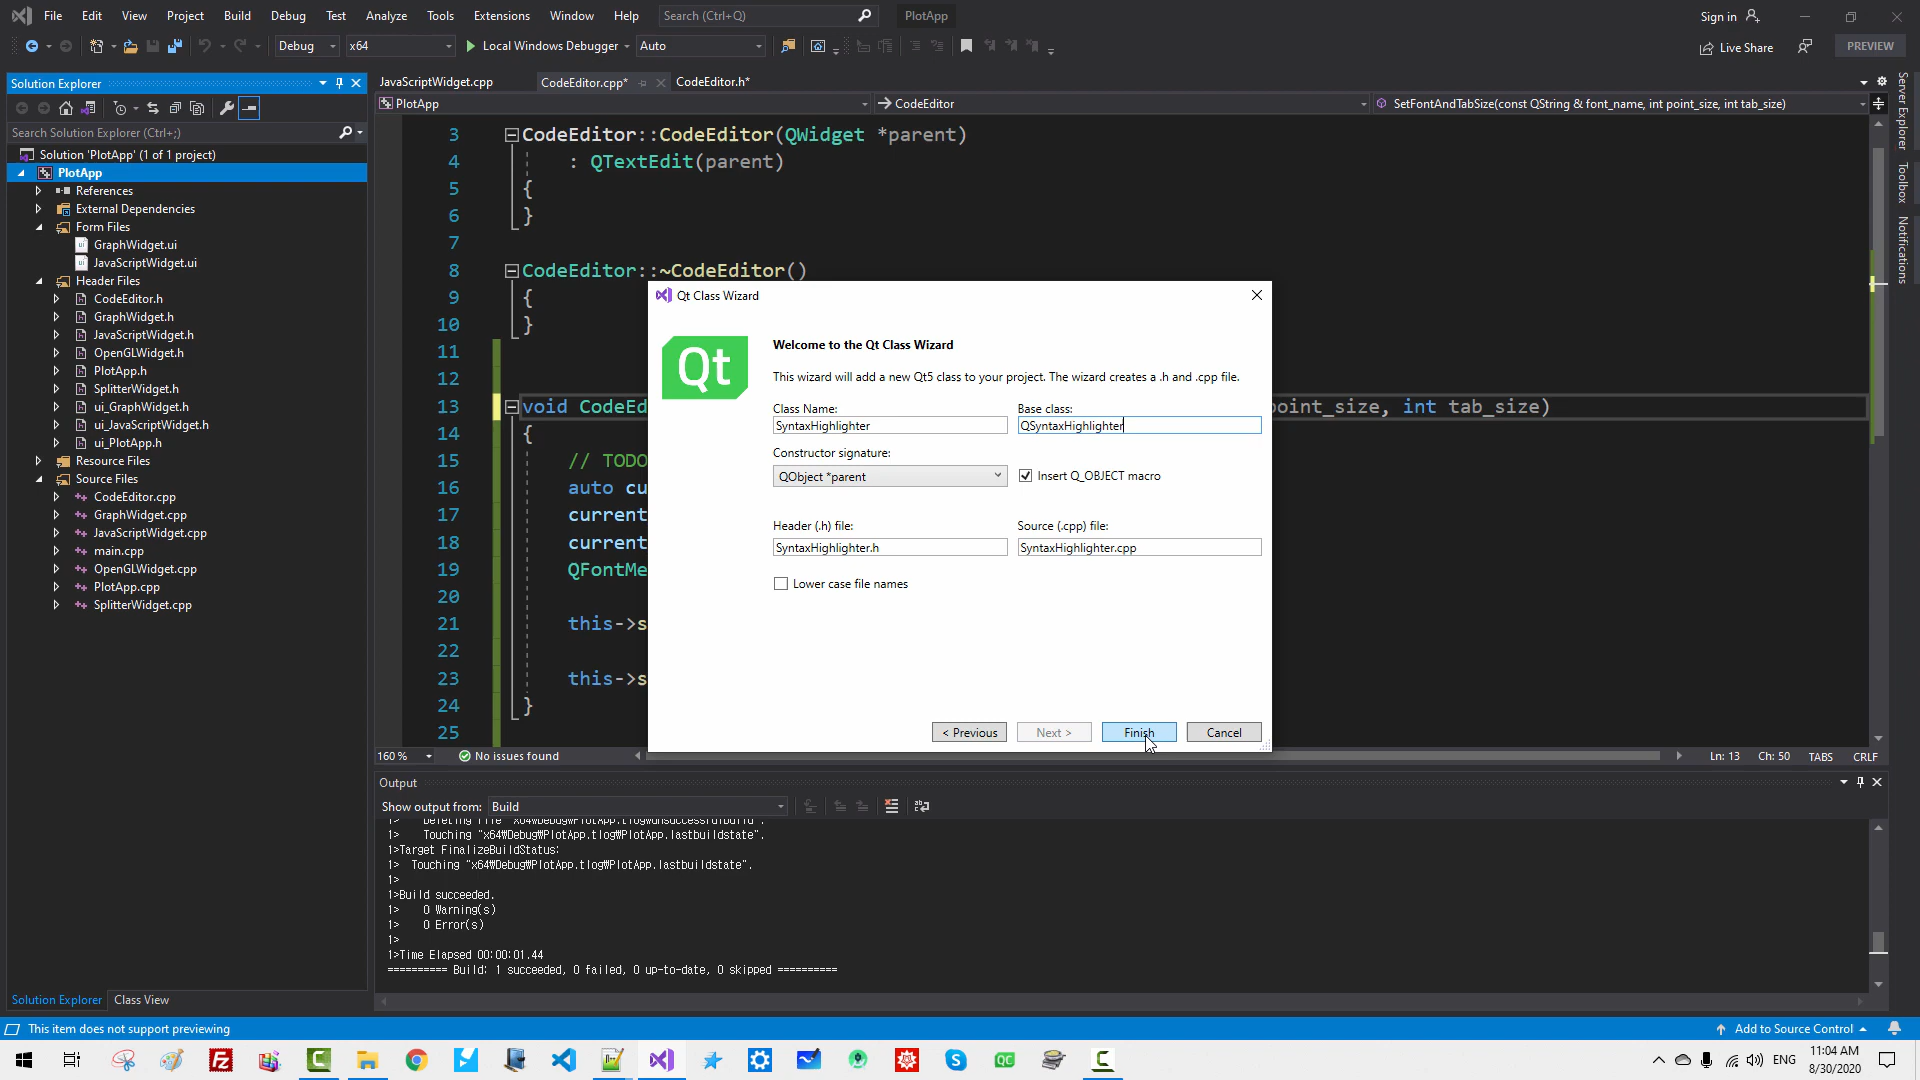 File Edit View Project Build Debug Test Analyze Tools Extensions Window Help Search (Ctrl+Q) PlotApp Sign in
Debug x64 Local Windows Debugger Auto Live Share PREVIEW
Solution Explorer
JavaScriptWidget.cpp CodeEditor.cpp* CodeEditor.h*
PlotApp CodeEditor SetFontAndTabSize(const QString & font_name, int point_size, int tab_size)
Search Solution Explorer (Ctrl+;)
Solution 'PlotApp' (1 of 1 project)
PlotApp
References
External Dependencies
Form Files
GraphWidget.ui
JavaScriptWidget.ui
Header Files
CodeEditor.h
GraphWidget.h
JavaScriptWidget.h
OpenGLWidget.h
PlotApp.h
SplitterWidget.h
ui_GraphWidget.h
ui_JavaScriptWidget.h
ui_PlotApp.h
Resource Files
Source Files
CodeEditor.cpp
GraphWidget.cpp
JavaScriptWidget.cpp
main.cpp
OpenGLWidget.cpp
PlotApp.cpp
SplitterWidget.cpp
Solution Explorer Class View
3 CodeEditor::CodeEditor(QWidget *parent)
4 : QTextEdit(parent)
5 {
6 }
7
8 CodeEditor::~CodeEditor()
9 {
10 }
11
12
13 void CodeEd point_size, int tab_size)
14 {
15 // TODO
16 auto cu
17 current
18 current
19 QFontMe
20
21 this->s
22
23 this->s
24 }
25
Qt Class Wizard
Qt
Welcome to the Qt Class Wizard
This wizard will add a new Qt5 class to your project. The wizard creates a .h and .cpp file.
Class Name: Base class:
SyntaxHighlighter QSyntaxHighlighter
Constructor signature:
QObject *parent Insert Q_OBJECT macro
Header (.h) file: Source (.cpp) file:
SyntaxHighlighter.h SyntaxHighlighter.cpp
Lower case file names
< Previous Next > Finish Cancel
160 % No issues found Ln: 13 Ch: 50 TABS CRLF
Output
Show output from: Build
1> Touching "x64₩Debug₩PlotApp.tlog₩PlotApp.lastbuildstate".
1>Target FinalizeBuildStatus:
1> Touching "x64₩Debug₩PlotApp.tlog₩PlotApp.lastbuildstate".
1>
1>Build succeeded.
1> 0 Warning(s)
1> 0 Error(s)
1>
1>Time Elapsed 00:00:01.44
========== Build: 1 succeeded, 0 failed, 0 up-to-date, 0 skipped ==========
Server Explorer
Toolbox
Notifications
This item does not support previewing Add to Source Control
ENG 11:04 AM
8/30/2020